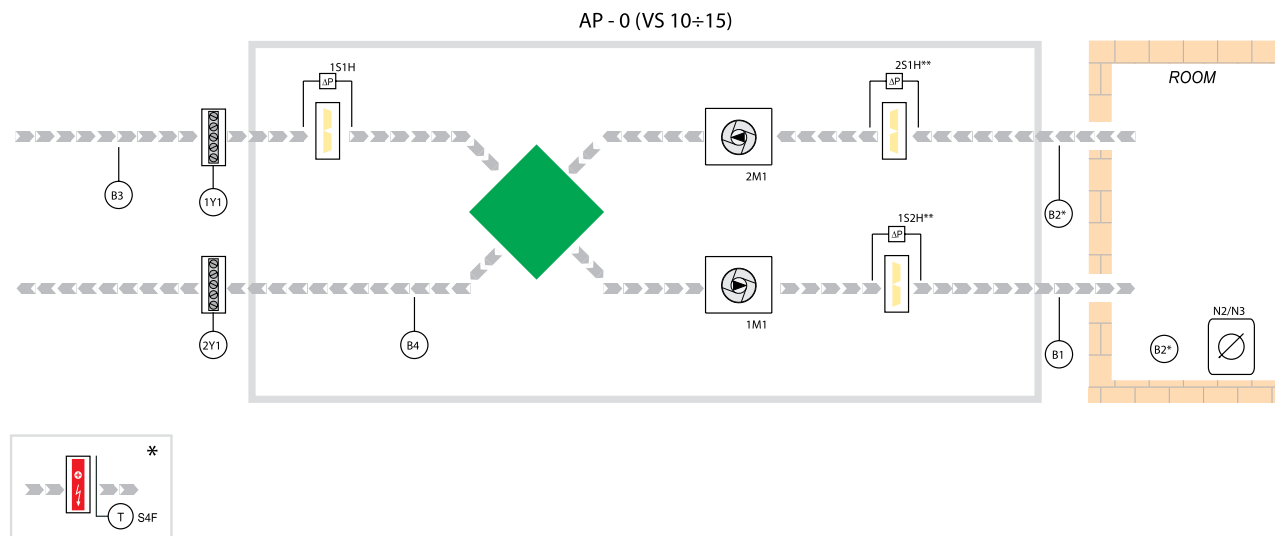 AP - 0 (VS 10÷15)
1S1H
ΔP
2S1H**
ΔP
ROOM
B3
1Y1
2M1
B2*
1S2H**
ΔP
2Y1
B4
1M1
B1
B2*
N2/N3
*
T
S4F